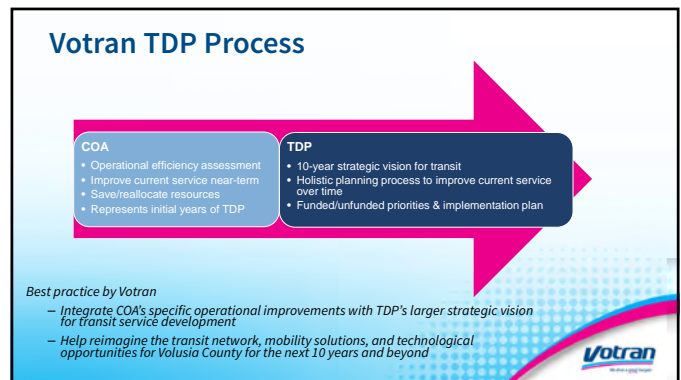 Votran TDP Process
COA
• Operational efficiency assessment
• Improve current service near-term
• Save/reallocate resources
• Represents initial years of TDP
TDP
• 10-year strategic vision for transit
• Holistic planning process to improve current service
over time
• Funded/unfunded priorities & implementation plan
Best practice by Votran
– Integrate COA's specific operational improvements with TDP's larger strategic vision
for transit service development
– Help reimagine the transit network, mobility solutions, and technological
opportunities for Volusia County for the next 10 years and beyond
Votran